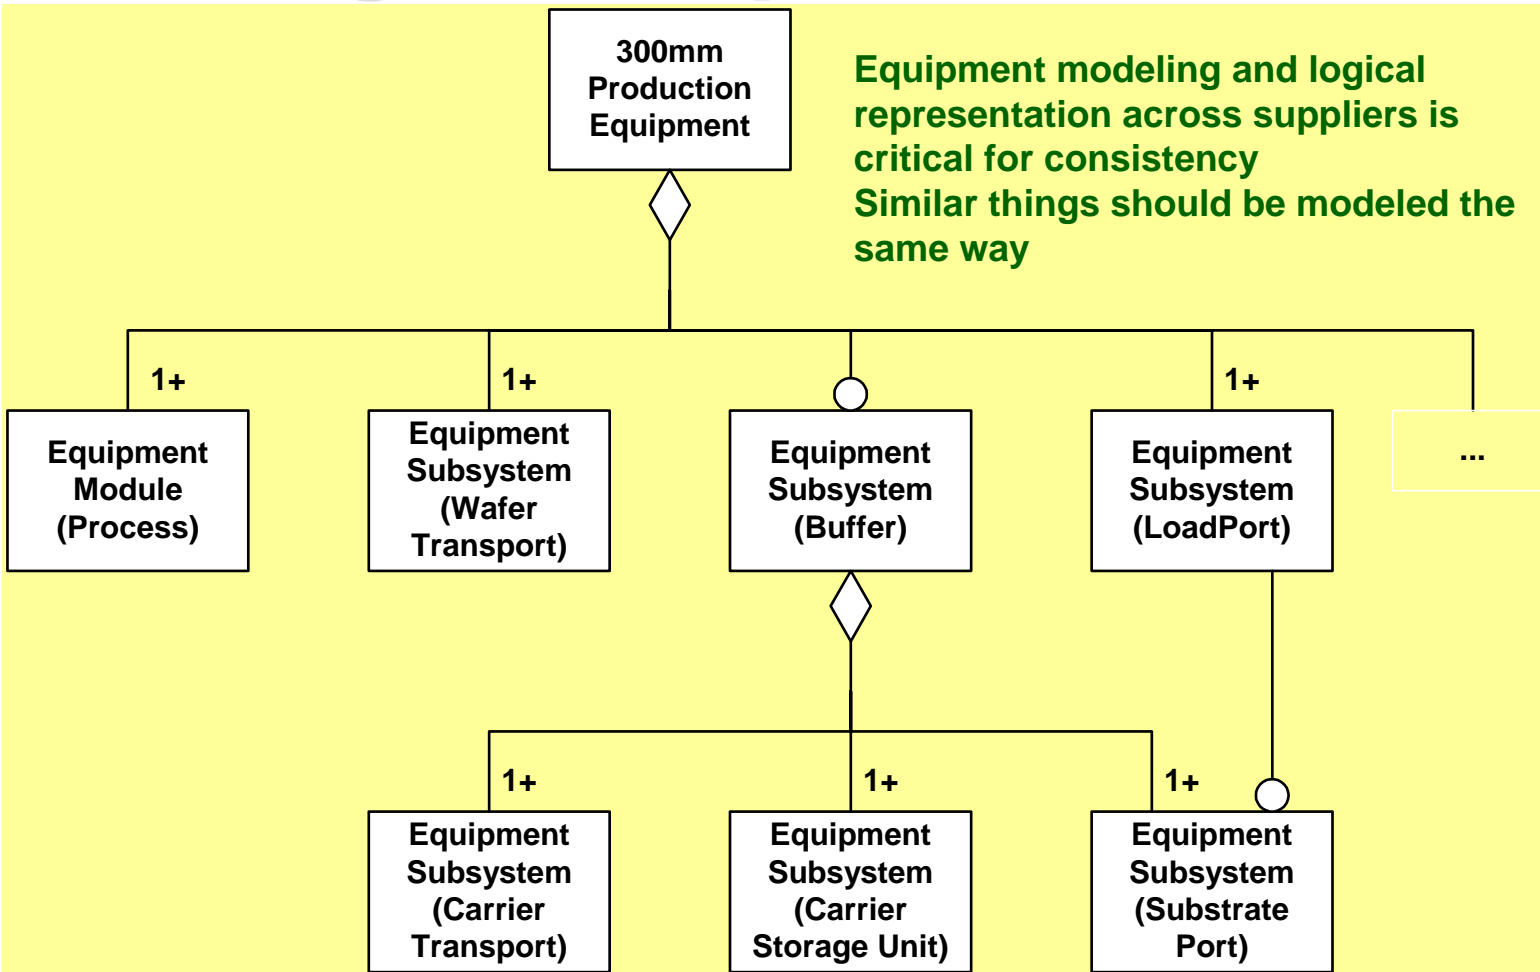 300mm
Production
Equipment
Equipment modeling and logical
representation across suppliers is
critical for consistency
Similar things should be modeled the
same way
1+
1+
1+
Equipment
Module
(Process)
Equipment
Subsystem
(Wafer
Transport)
Equipment
Subsystem
(Buffer)
Equipment
Subsystem
(LoadPort)
...
1+
1+
1+
Equipment
Subsystem
(Carrier
Transport)
Equipment
Subsystem
(Carrier
Storage Unit)
Equipment
Subsystem
(Substrate
Port)